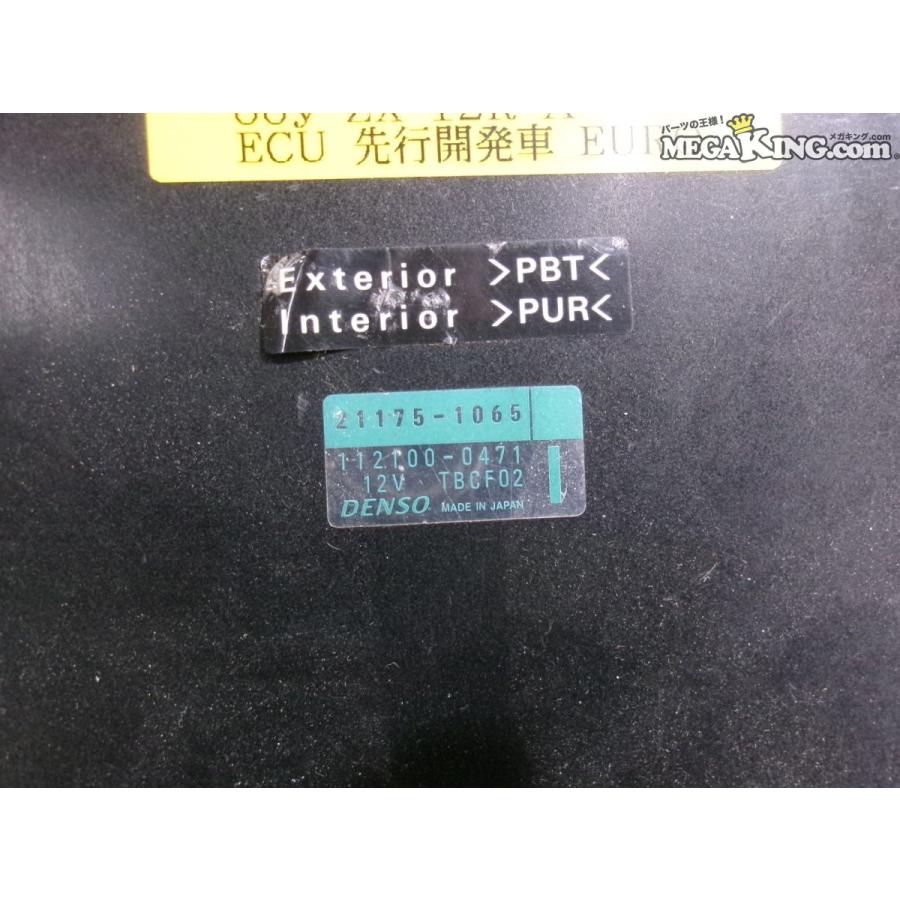 パーツの王様！
メガキング.com
MEGAKING.com®
ECU 先行開発車
Exterior >PBT<
Interior >PUR<
21175-1065
112100-0471
12V TBCF02
DENSO MADE IN JAPAN